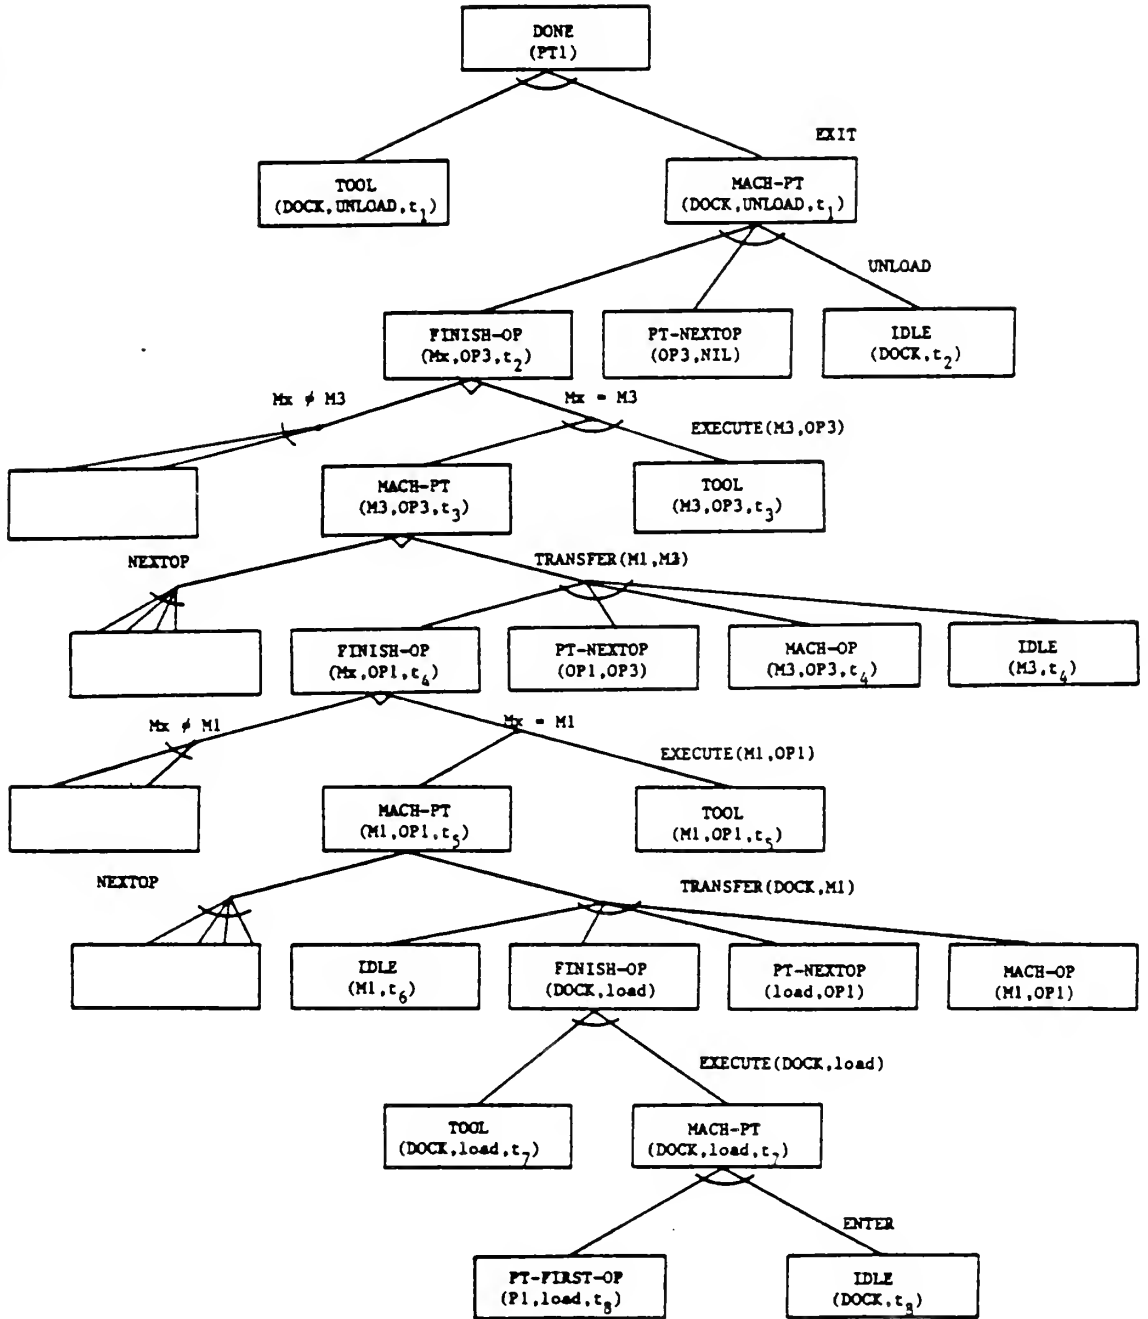 DONE
(PT1)
EXIT
TOOL
(DOCK,UNLOAD,t₁)
MACH-PT
(DOCK,UNLOAD,t₁)
UNLOAD
FINISH-OP
(Mx,OP3,t₂)
PT-NEXTOP
(OP3,NIL)
IDLE
(DOCK,t₂)
Mx ≠ M3
Mx = M3
EXECUTE(M3,OP3)
MACH-PT
(M3,OP3,t₃)
TOOL
(M3,OP3,t₃)
NEXTOP
TRANSFER(M1,M3)
FINISH-OP
(Mx,OP1,t₄)
PT-NEXTOP
(OP1,OP3)
MACH-OP
(M3,OP3,t₄)
IDLE
(M3,t₄)
Mx ≠ M1
Mx = M1
EXECUTE(M1,OP1)
MACH-PT
(M1,OP1,t₅)
TOOL
(M1,OP1,t₅)
NEXTOP
TRANSFER(DOCK,M1)
IDLE
(M1,t₆)
FINISH-OP
(DOCK,load)
PT-NEXTOP
(load,OP1)
MACH-OP
(M1,OP1)
EXECUTE(DOCK,load)
TOOL
(DOCK,load,t₇)
MACH-PT
(DOCK,load,t₇)
ENTER
PT-FIRST-OP
(P1,load,t₈)
IDLE
(DOCK,t₈)